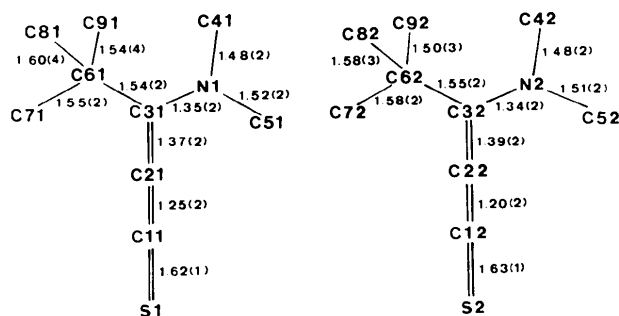 C81 C91 C41
1.60(4) 1.54(4) 1.48(2)
C61 N1
1.54(2) 1.52(2)
C71 1.55(2) 1.35(2)
C31 C51
1.37(2)
C21
1.25(2)
C11
1.62(1)
S1
C82 C92 C42
1.58(3) 1.50(3) 1.48(2)
C62 N2
1.55(2) 1.51(2)
C72 1.58(2) 1.34(2)
C32 C52
1.39(2)
C22
1.20(2)
C12
1.63(1)
S2